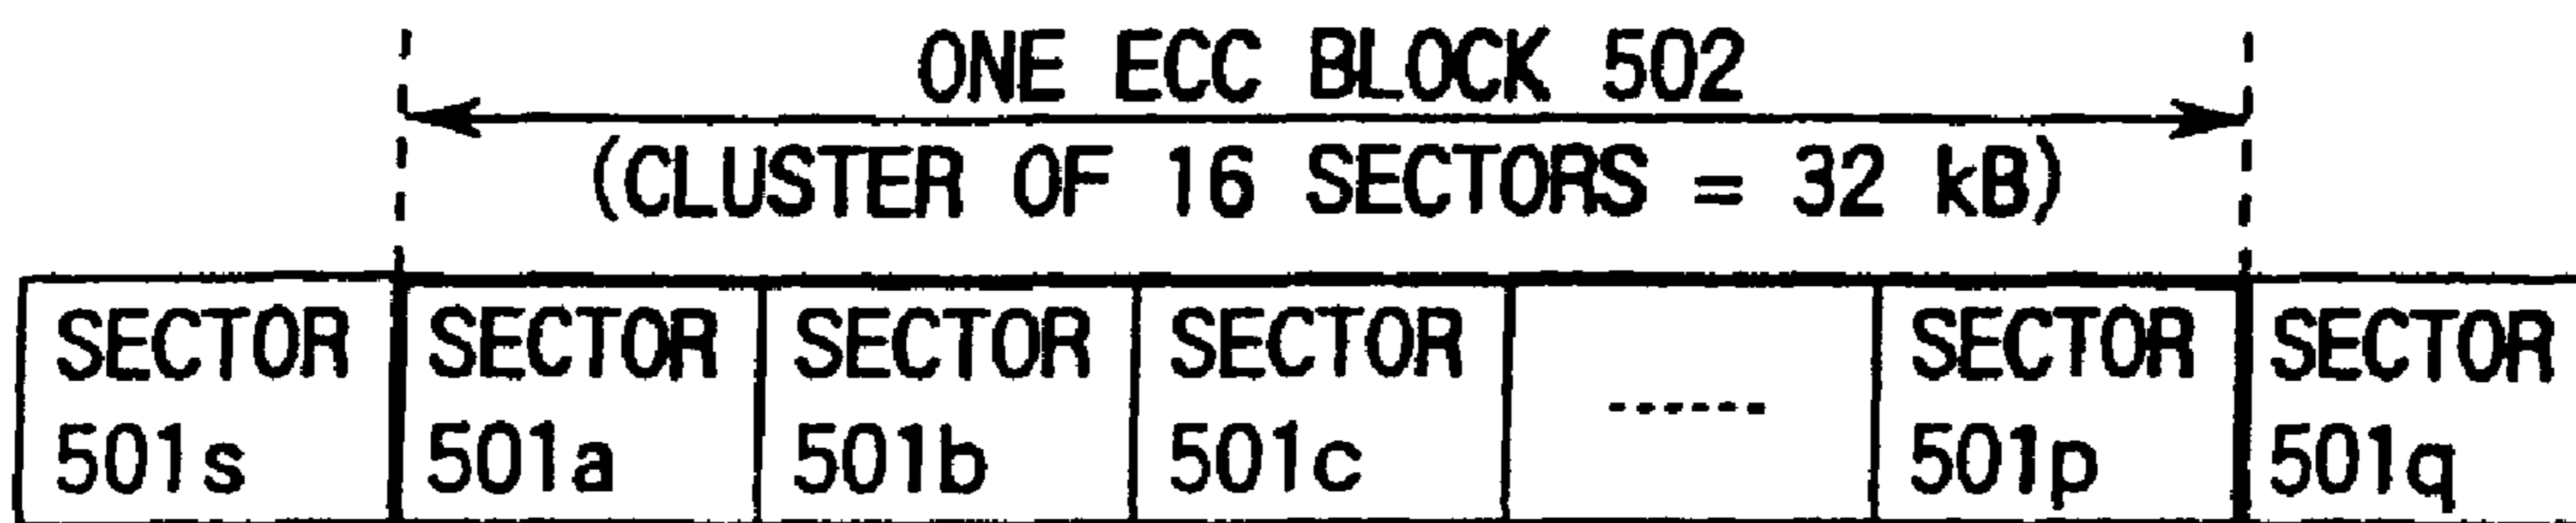 ONE ECC BLOCK 502
(CLUSTER OF 16 SECTORS = 32 kB)
SECTOR SECTOR SECTOR SECTOR SECTOR SECTOR
501s 501a 501b 501c ------ 501p 501q